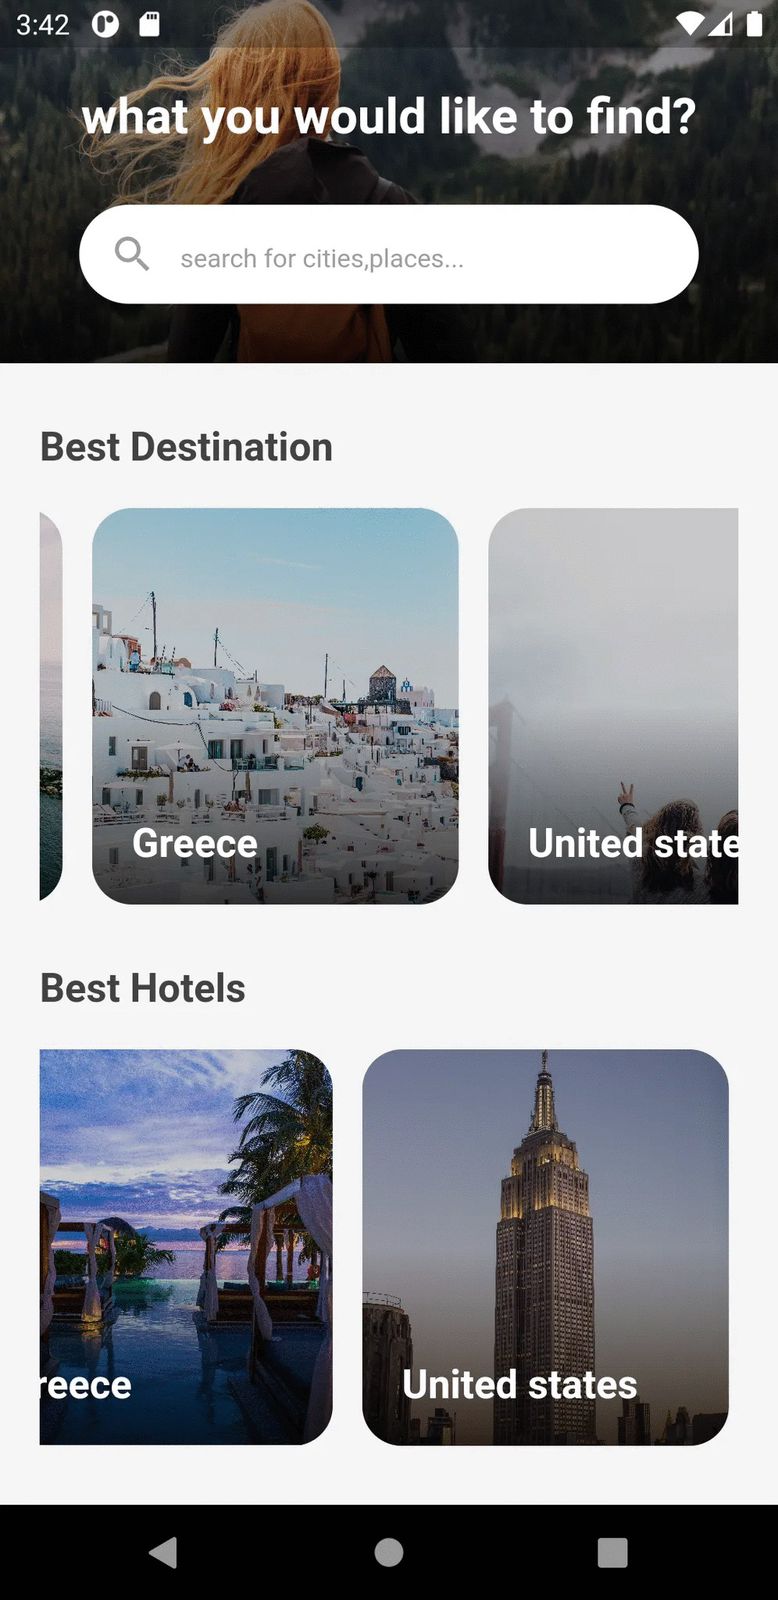 3:42
what you would like to find?
search for cities,places...
Best Destination
Greece
United state
Best Hotels
reece
United states